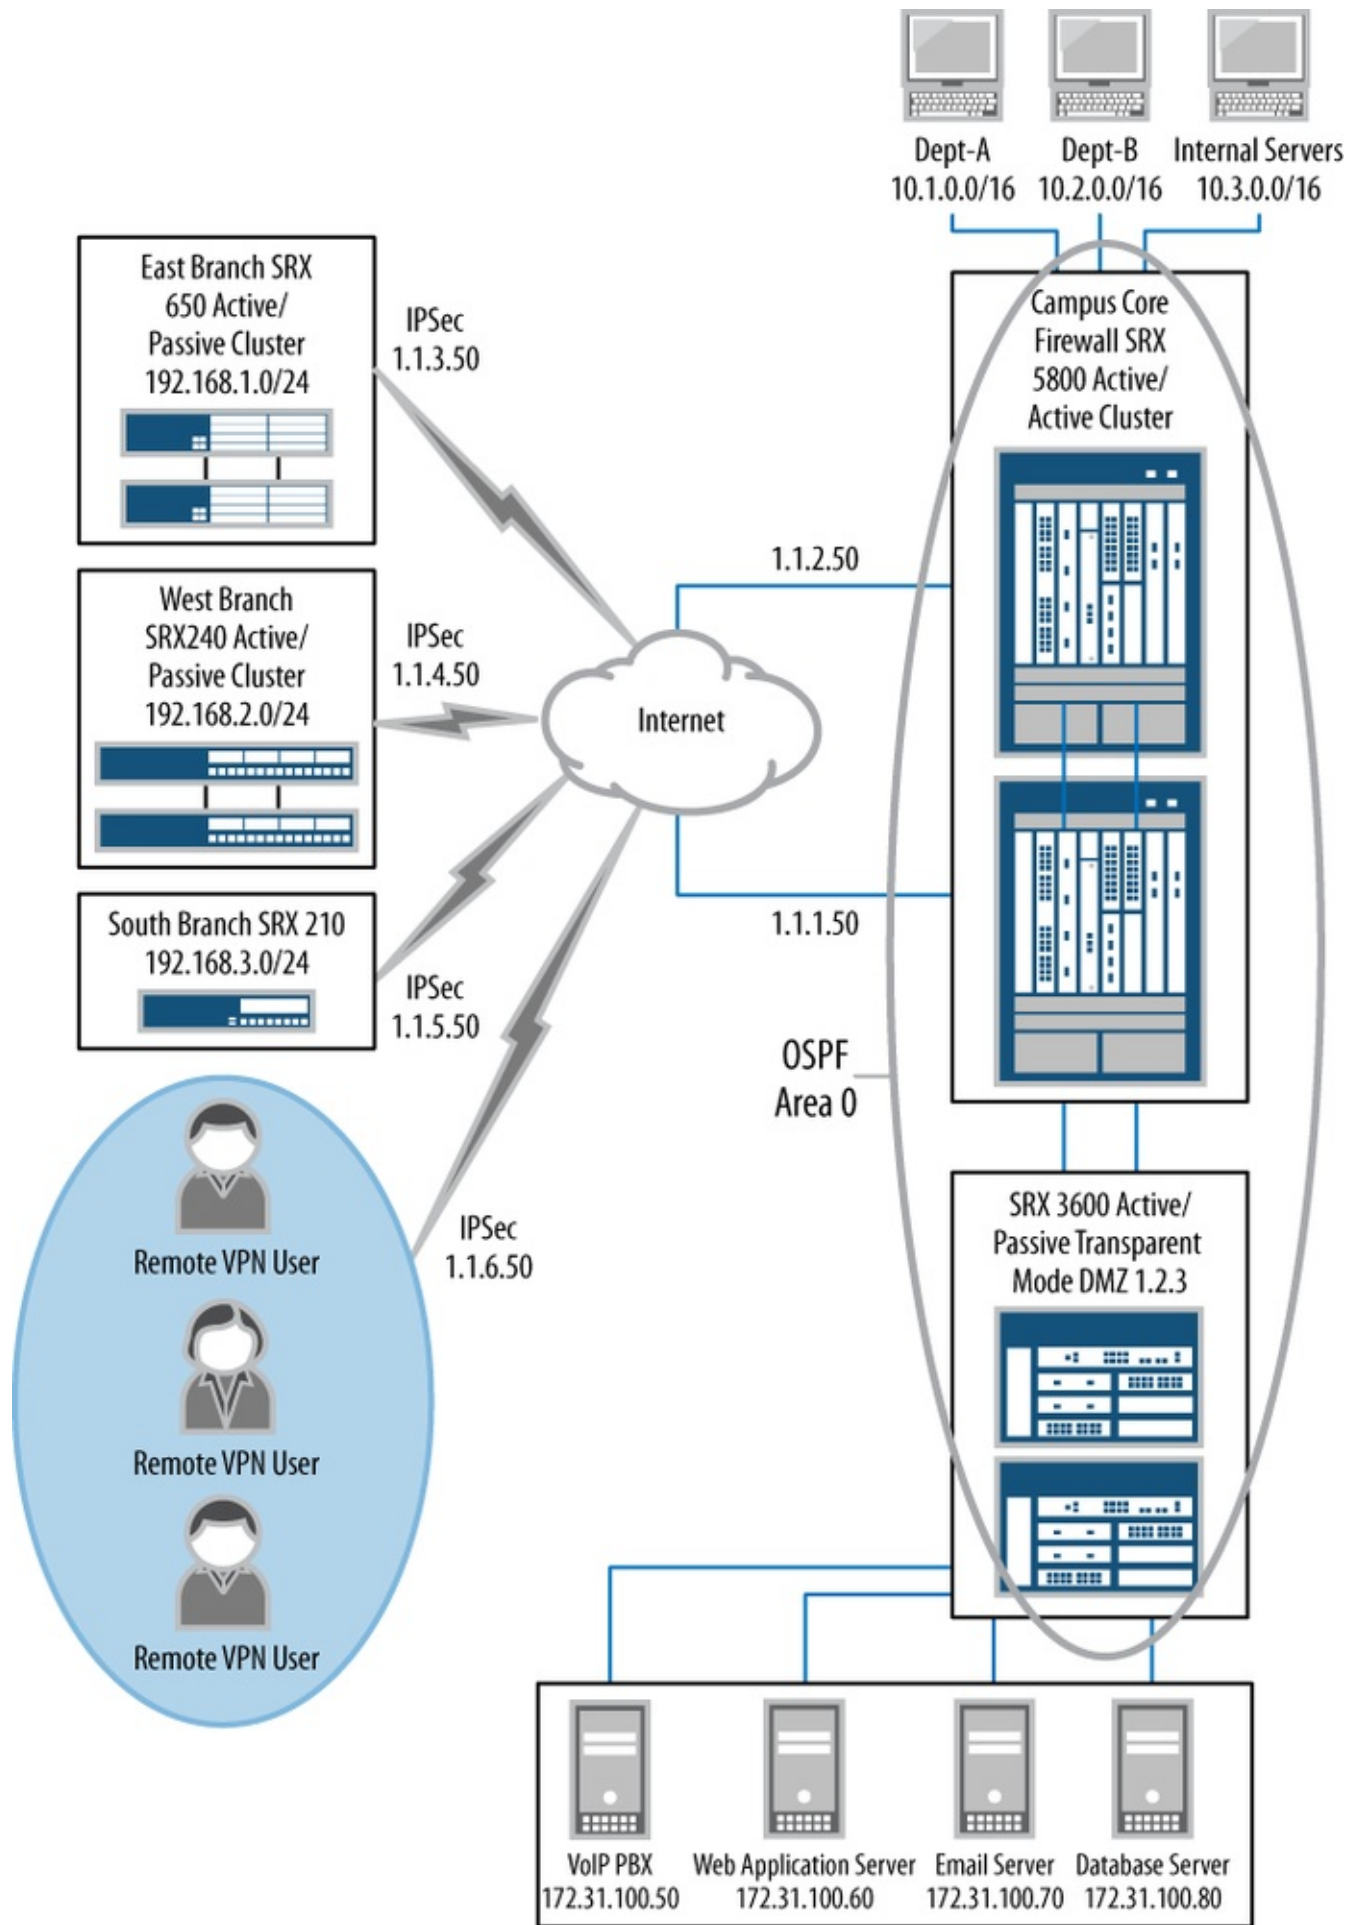 Dept-A
10.1.0.0/16
Dept-B
10.2.0.0/16
Internal Servers
10.3.0.0/16
East Branch SRX
650 Active/
Passive Cluster
192.168.1.0/24
IPSec
1.1.3.50
Campus Core
Firewall SRX
5800 Active/
Active Cluster
1.1.2.50
West Branch
SRX240 Active/
Passive Cluster
192.168.2.0/24
IPSec
1.1.4.50
Internet
South Branch SRX 210
192.168.3.0/24
IPSec
1.1.5.50
1.1.1.50
OSPF
Area 0
Remote VPN User
Remote VPN User
Remote VPN User
IPSec
1.1.6.50
SRX 3600 Active/
Passive Transparent
Mode DMZ 1.2.3
VoIP PBX
172.31.100.50
Web Application Server
172.31.100.60
Email Server
172.31.100.70
Database Server
172.31.100.80